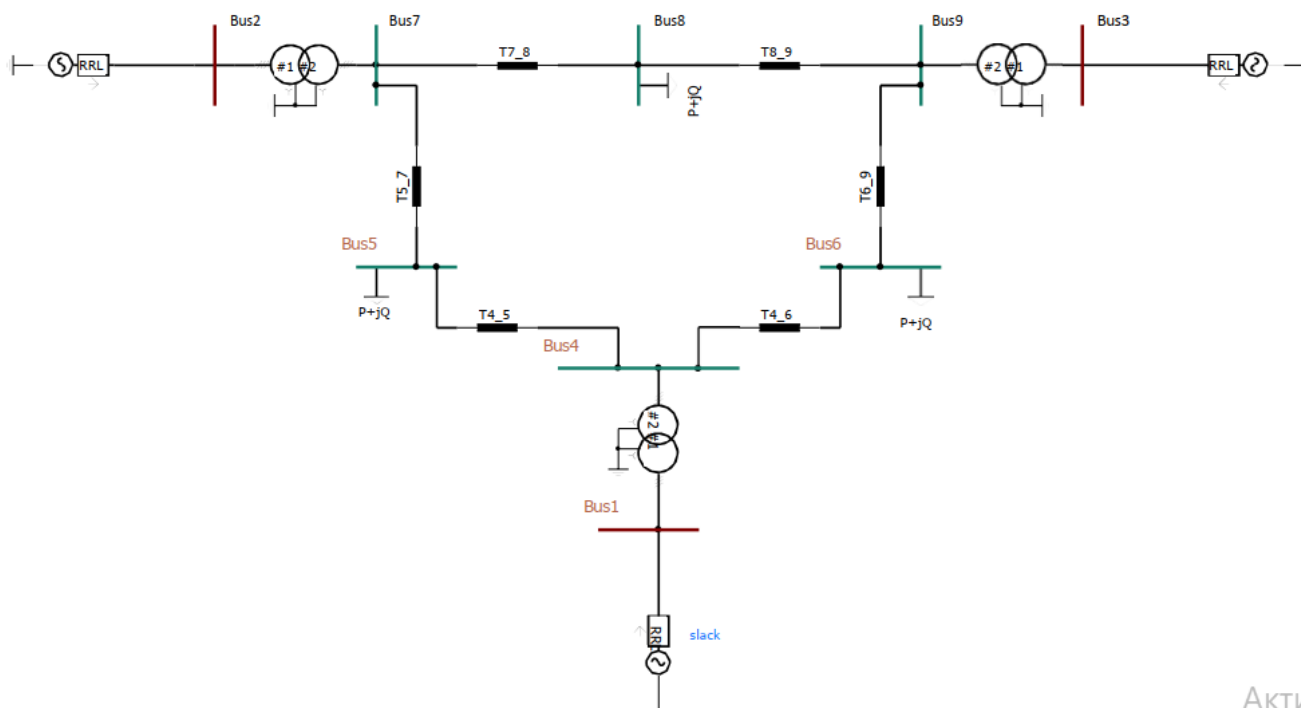 Bus2
Bus7
Bus8
Bus9
Bus3
RRL
#1 #2
T7_8
T8_9
#2 #1
RRL
P+jQ
T5_7
T6_9
Bus5
Bus6
P+jQ
P+jQ
T4_5
T4_6
Bus4
#2 #1
Bus1
RRL
slack
Акти